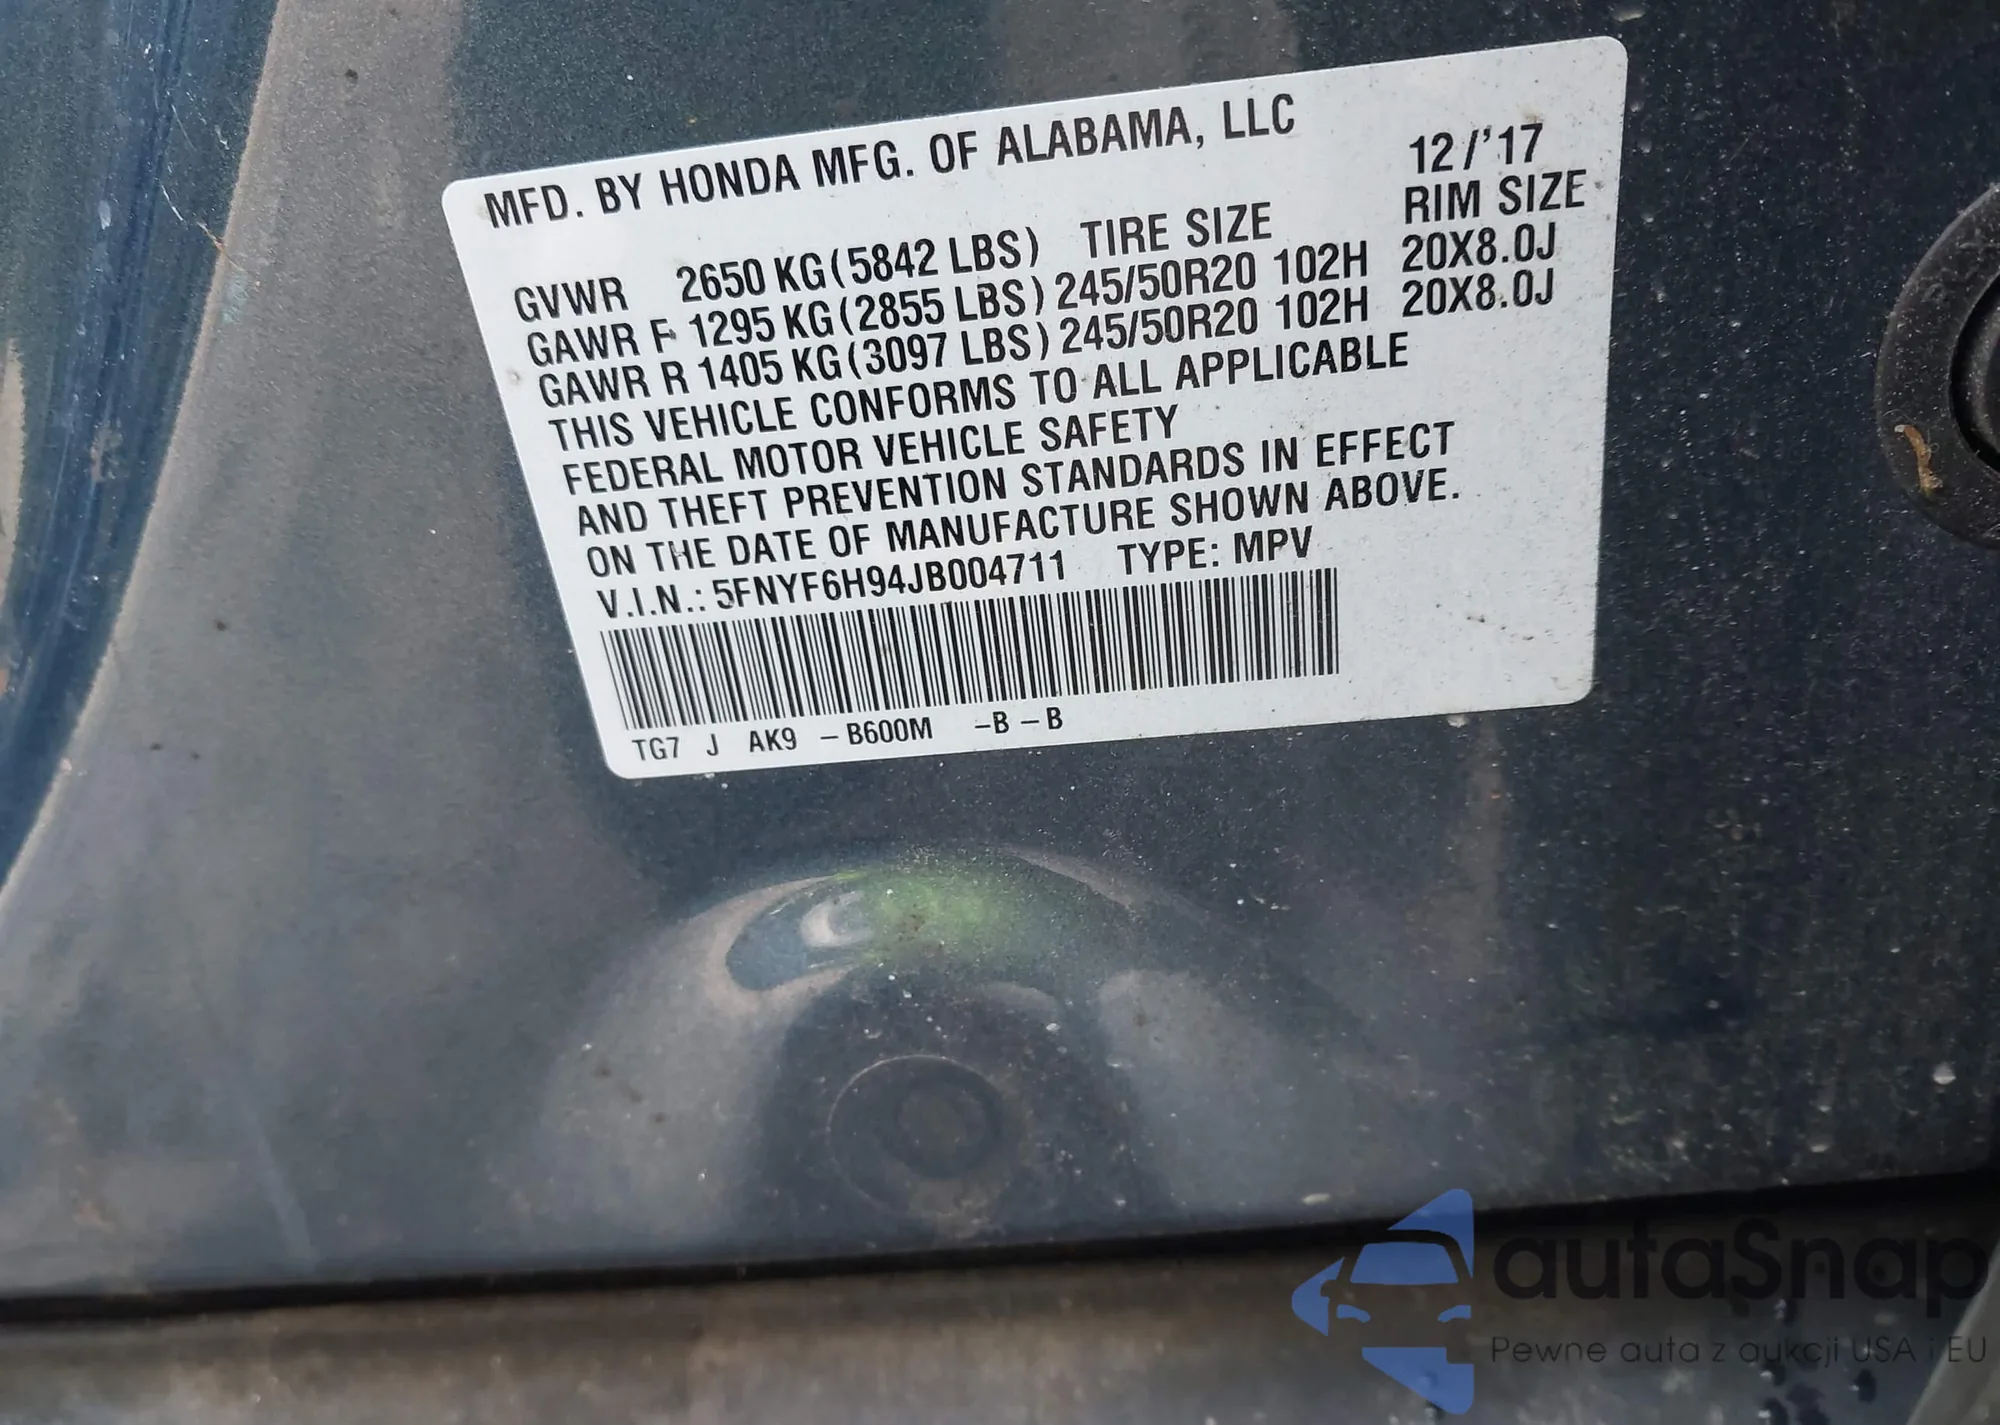 MFD. BY HONDA MFG. OF ALABAMA, LLC 12/'17
GVWR 2650 KG(5842 LBS) TIRE SIZE RIM SIZE
GAWR F 1295 KG(2855 LBS) 245/50R20 102H 20X8.0J
GAWR R 1405 KG(3097 LBS) 245/50R20 102H 20X8.0J
THIS VEHICLE CONFORMS TO ALL APPLICABLE
FEDERAL MOTOR VEHICLE SAFETY
AND THEFT PREVENTION STANDARDS IN EFFECT
ON THE DATE OF MANUFACTURE SHOWN ABOVE.
V.I.N.: 5FNYF6H94JB004711 TYPE: MPV
TG7 J AK9 -B600M -B-B
autaSnap
Pewne auta z aukcji USA i EU